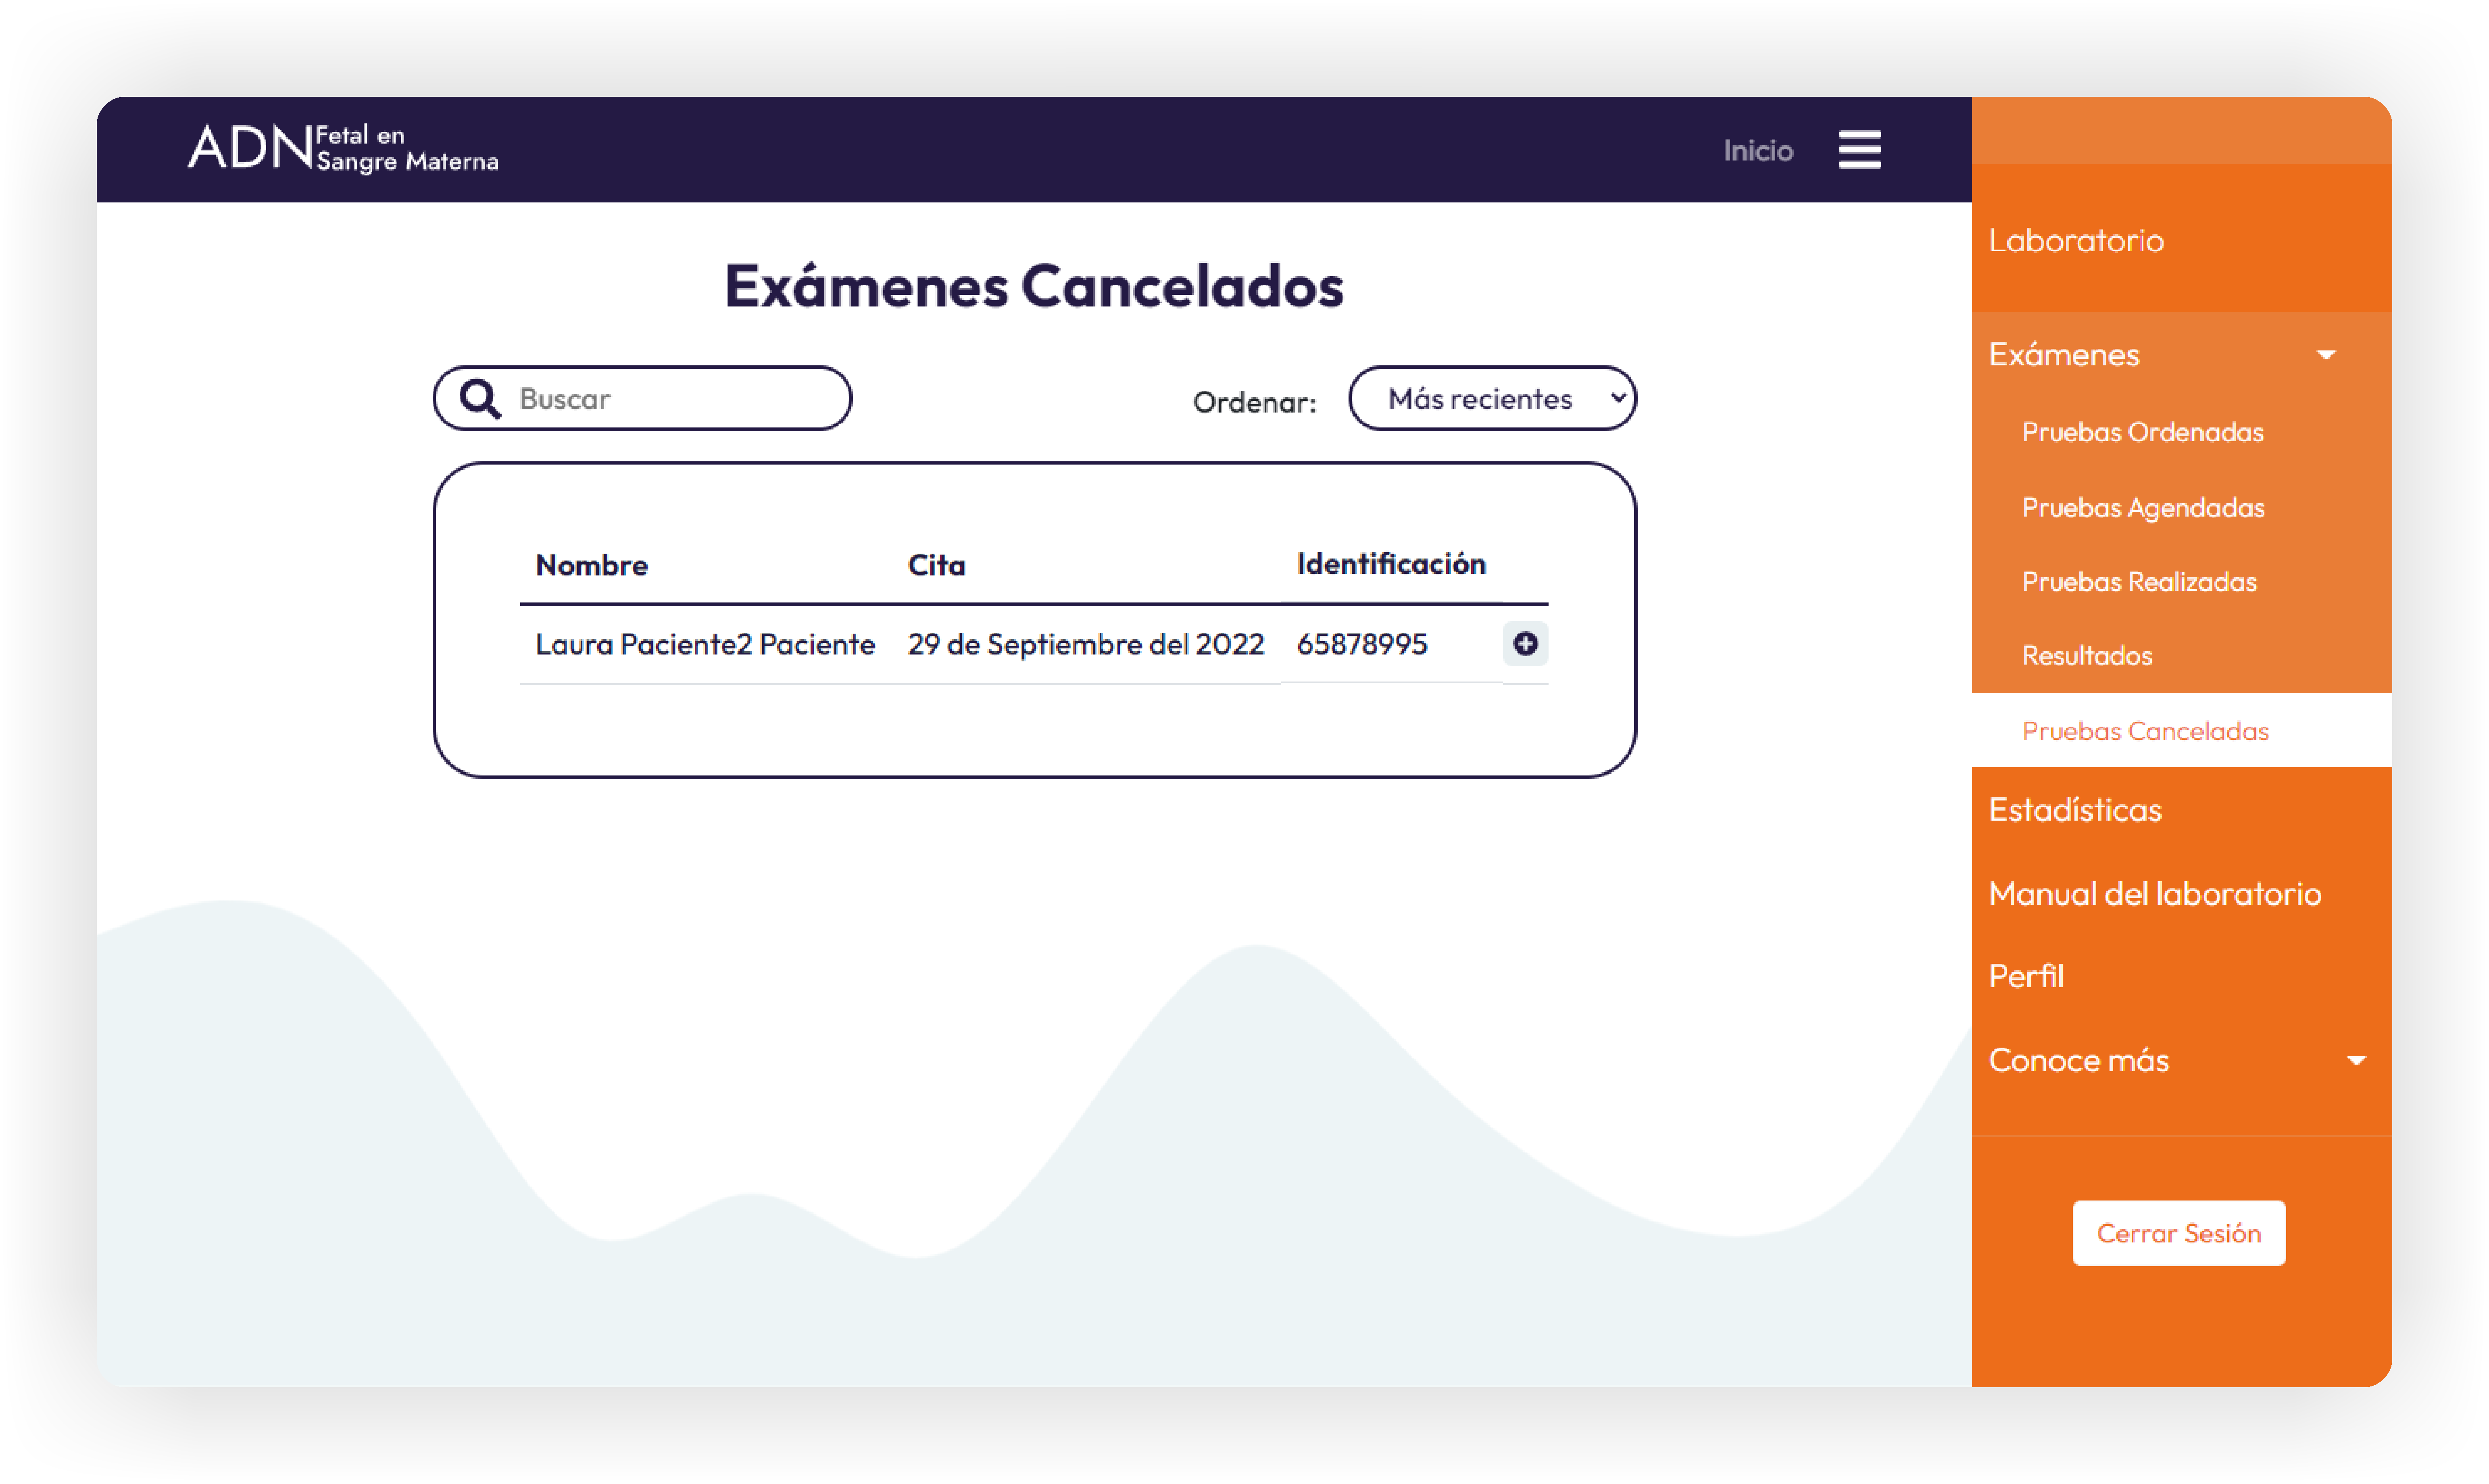 ADN Fetal en
Sangre Materna
Inicio
Exámenes Cancelados
Buscar
Ordenar: Más recientes
Nombre Cita Identificación
Laura Paciente2 Paciente 29 de Septiembre del 2022 65878995
Laboratorio
Exámenes
Pruebas Ordenadas
Pruebas Agendadas
Pruebas Realizadas
Resultados
Pruebas Canceladas
Estadísticas
Manual del laboratorio
Perfil
Conoce más
Cerrar Sesión